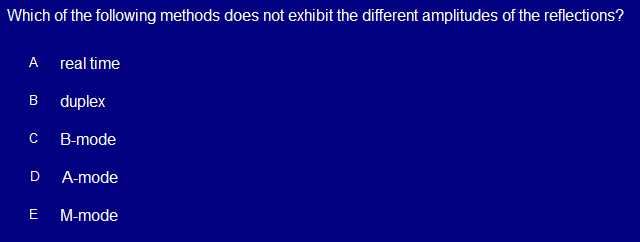 Which of the following methods does not exhibit the different amplitudes of the reflections?
A real time
B duplex
C B-mode
D A-mode
E M-mode